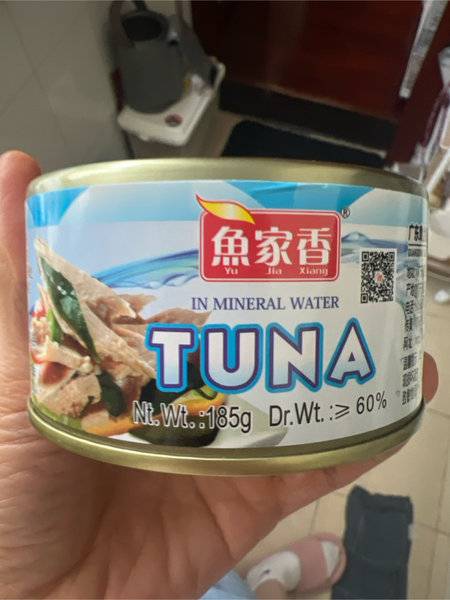 魚家香®
Yu Jia Xiang
IN MINERAL WATER
TUNA
Nt.Wt.:185g Dr.Wt.:≥ 60%